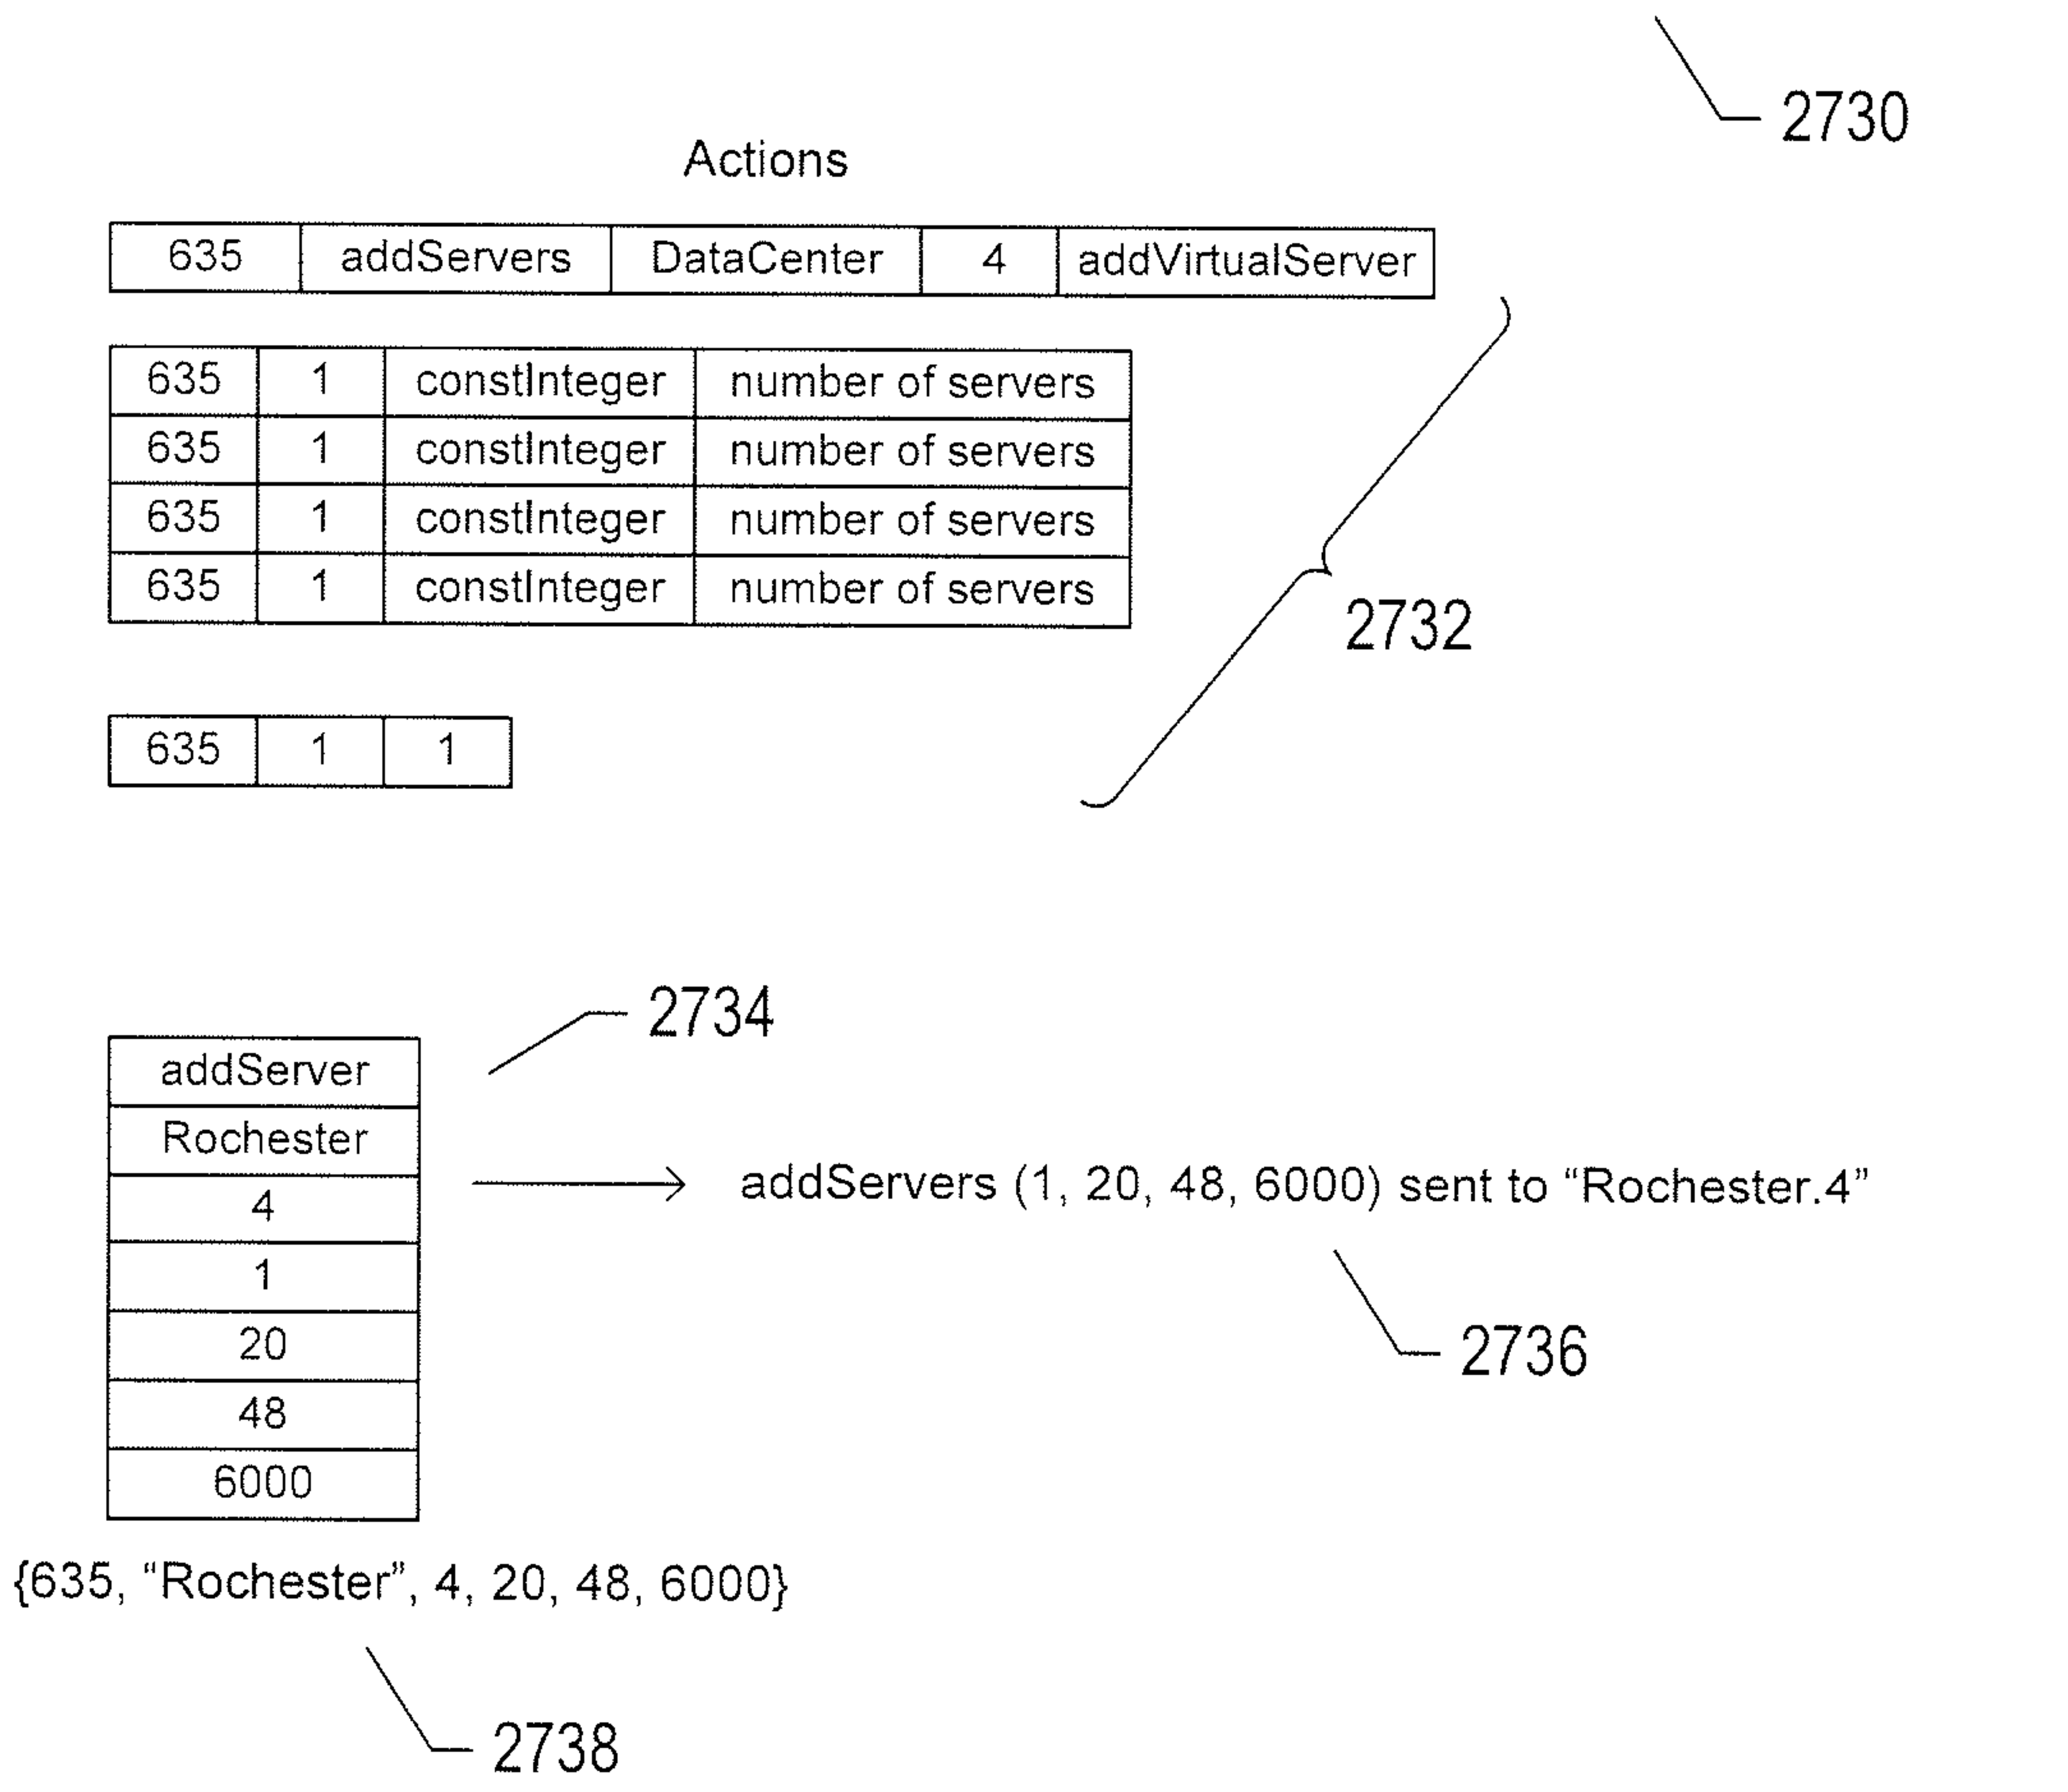 2730
Actions
635 addServers DataCenter 4 addVirtualServer
635 1 constInteger number of servers
635 1 constInteger number of servers
635 1 constInteger number of servers
635 1 constInteger number of servers
2732
635 1 1
2734
addServer
Rochester
4
addServers (1, 20, 48, 6000) sent to “Rochester.4”
1
20
2736
48
6000
{635, “Rochester”, 4, 20, 48, 6000}
2738